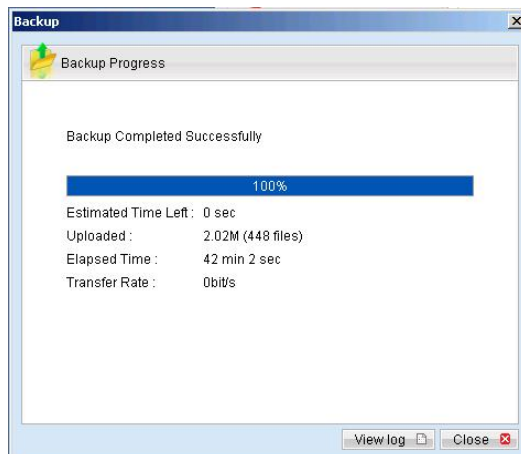 Backup
Backup Progress
Backup Completed Successfully
100%
Estimated Time Left : 0 sec
Uploaded : 2.02M (448 files)
Elapsed Time : 42 min 2 sec
Transfer Rate : 0bit/s
View log Close